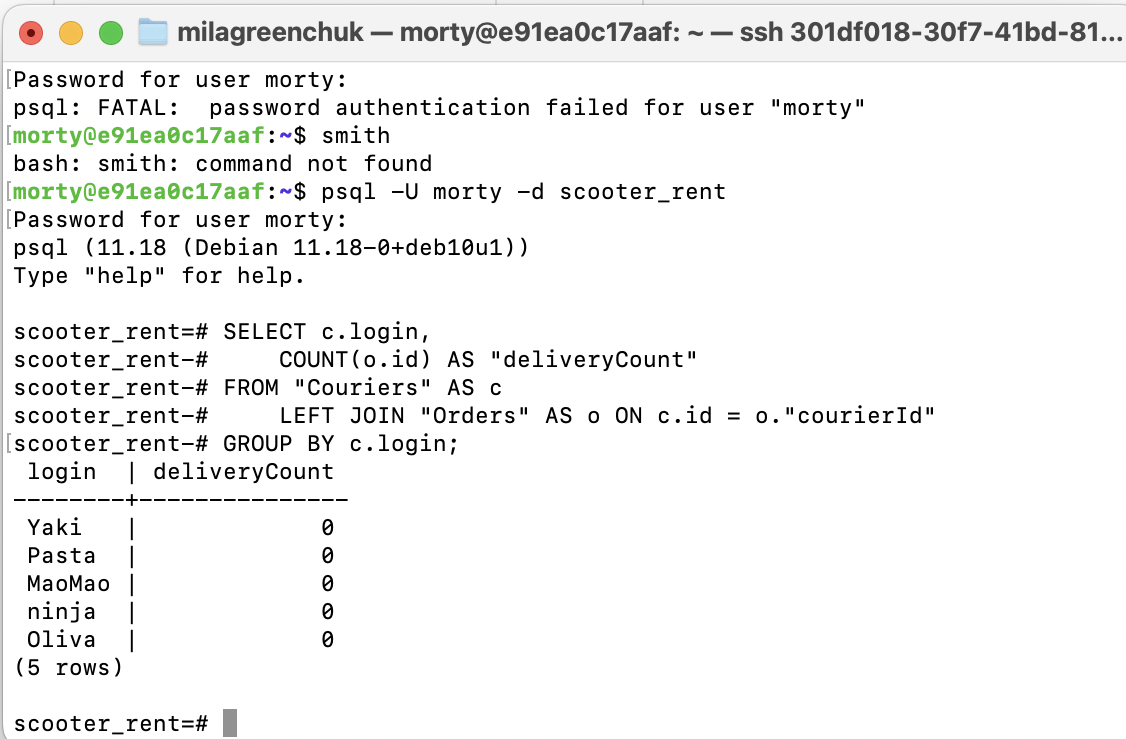 milagreenchuk — morty@e91ea0c17aaf: ~ — ssh 301df018-30f7-41bd-81...
[Password for user morty:
psql: FATAL:  password authentication failed for user "morty"
[morty@e91ea0c17aaf:~$ smith
bash: smith: command not found
[morty@e91ea0c17aaf:~$ psql -U morty -d scooter_rent
[Password for user morty:
psql (11.18 (Debian 11.18-0+deb10u1))
Type "help" for help.

scooter_rent=# SELECT c.login,
scooter_rent-#     COUNT(o.id) AS "deliveryCount"
scooter_rent-# FROM "Couriers" AS c
scooter_rent-#     LEFT JOIN "Orders" AS o ON c.id = o."courierId"
[scooter_rent-# GROUP BY c.login;
 login  | deliveryCount
--------+---------------
 Yaki   |             0
 Pasta  |             0
 MaoMao |             0
 ninja  |             0
 Oliva  |             0
(5 rows)

scooter_rent=#